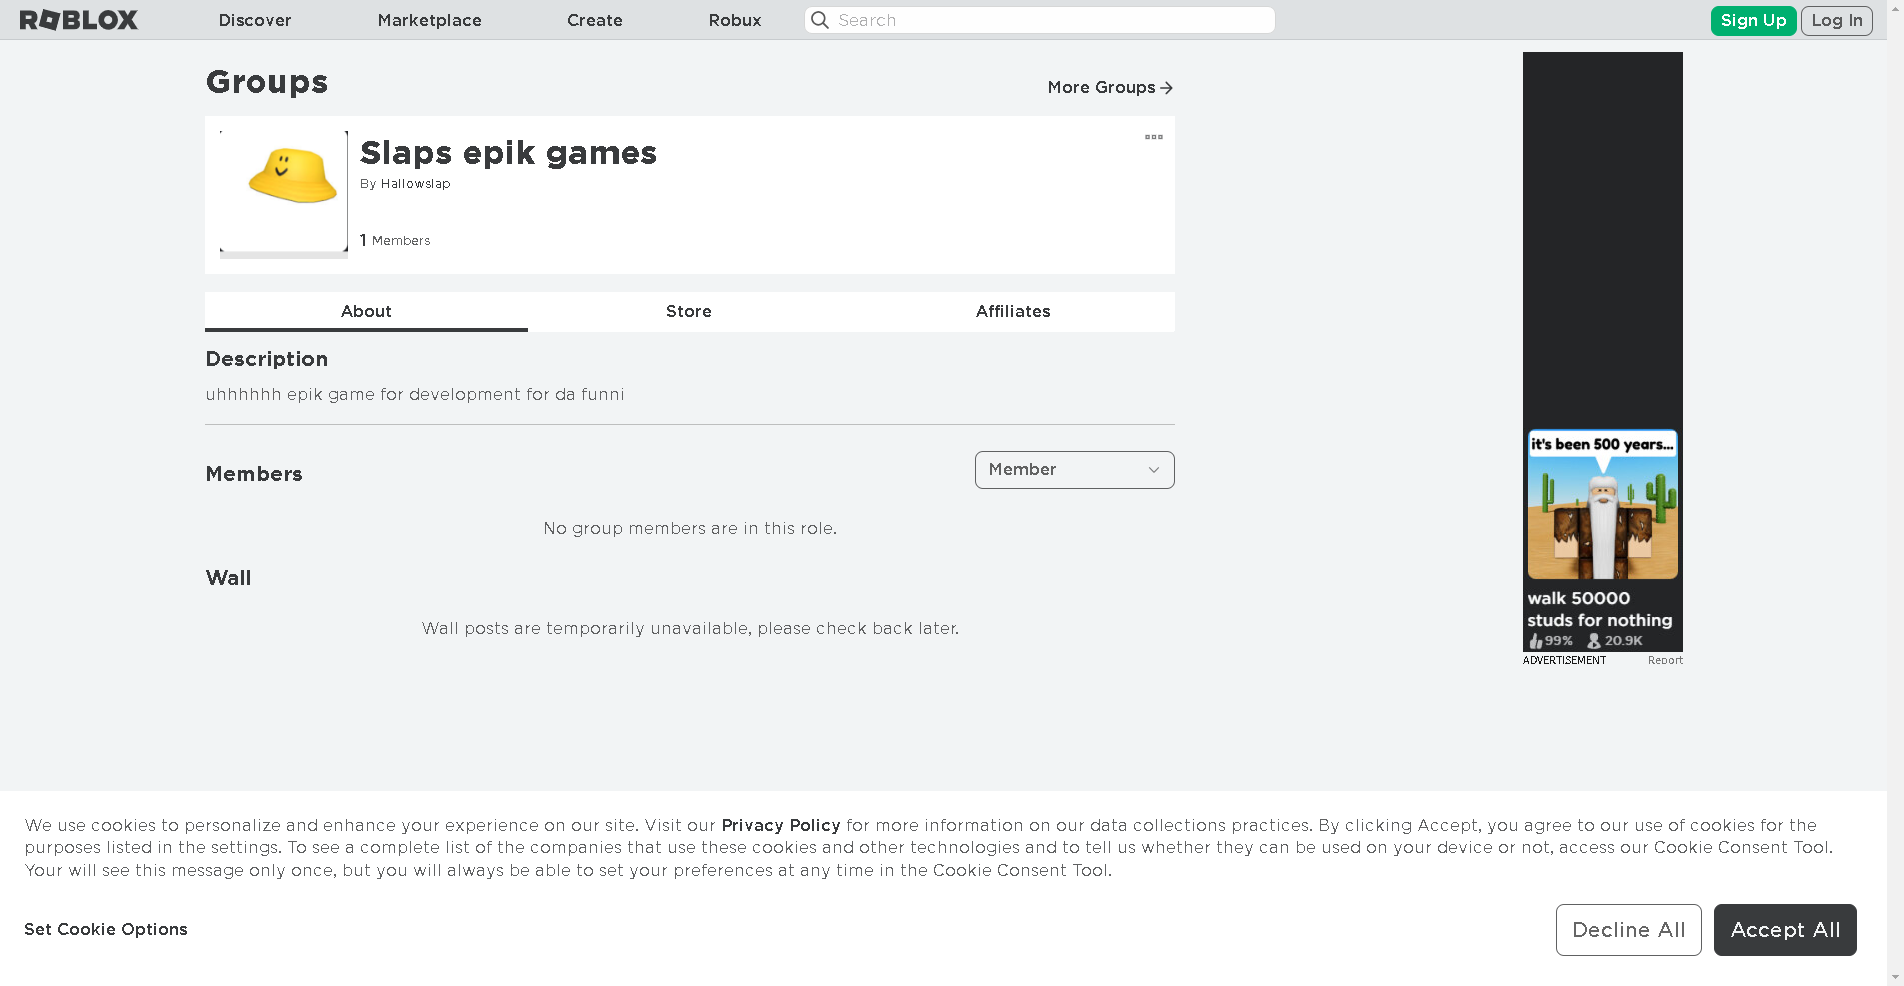 ROBLOX
Discover
Marketplace
Create
Robux
Search
Sign Up
Log In
Groups
More Groups
Slaps epik games
By Hallowslap
1 Members
About
Store
Affiliates
Description
uhhhhhh epik game for development for da funni
Members
Member
No group members are in this role.
Wall
Wall posts are temporarily unavailable, please check back later.
it's been 500 years...
walk 50000
studs for nothing
99% 20.9K
ADVERTISEMENT
Report
We use cookies to personalize and enhance your experience on our site. Visit our Privacy Policy for more information on our data collections practices. By clicking Accept, you agree to our use of cookies for the
purposes listed in the settings. To see a complete list of the companies that use these cookies and other technologies and to tell us whether they can be used on your device or not, access our Cookie Consent Tool.
Your will see this message only once, but you will always be able to set your preferences at any time in the Cookie Consent Tool.
Set Cookie Options
Decline All
Accept All